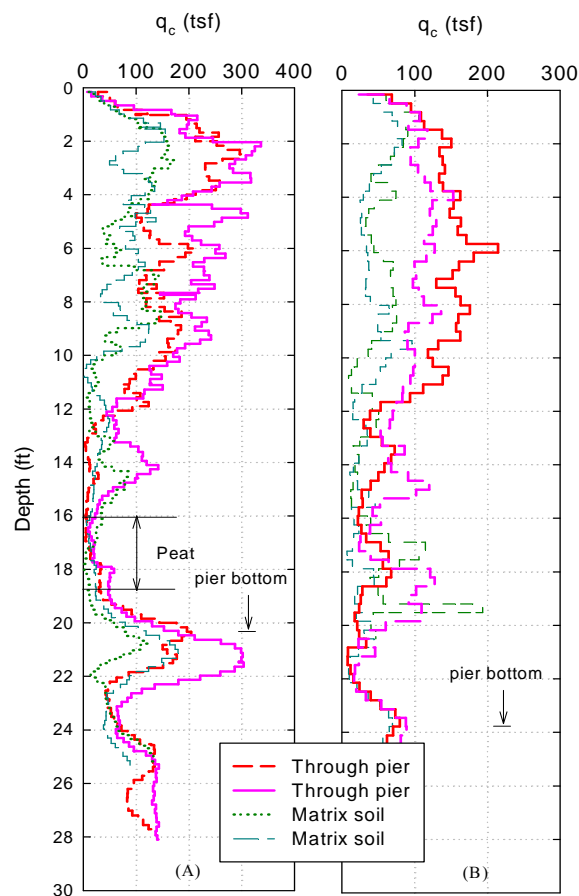 q_c (tsf)
q_c (tsf)
0 100 200 300 400
0 100 200 300
0
2
4
6
8
10
12
14
16
18
20
22
24
26
28
30
Depth (ft)
Peat
pier bottom
pier bottom
Through pier
Through pier
Matrix soil
Matrix soil
(A)
(B)